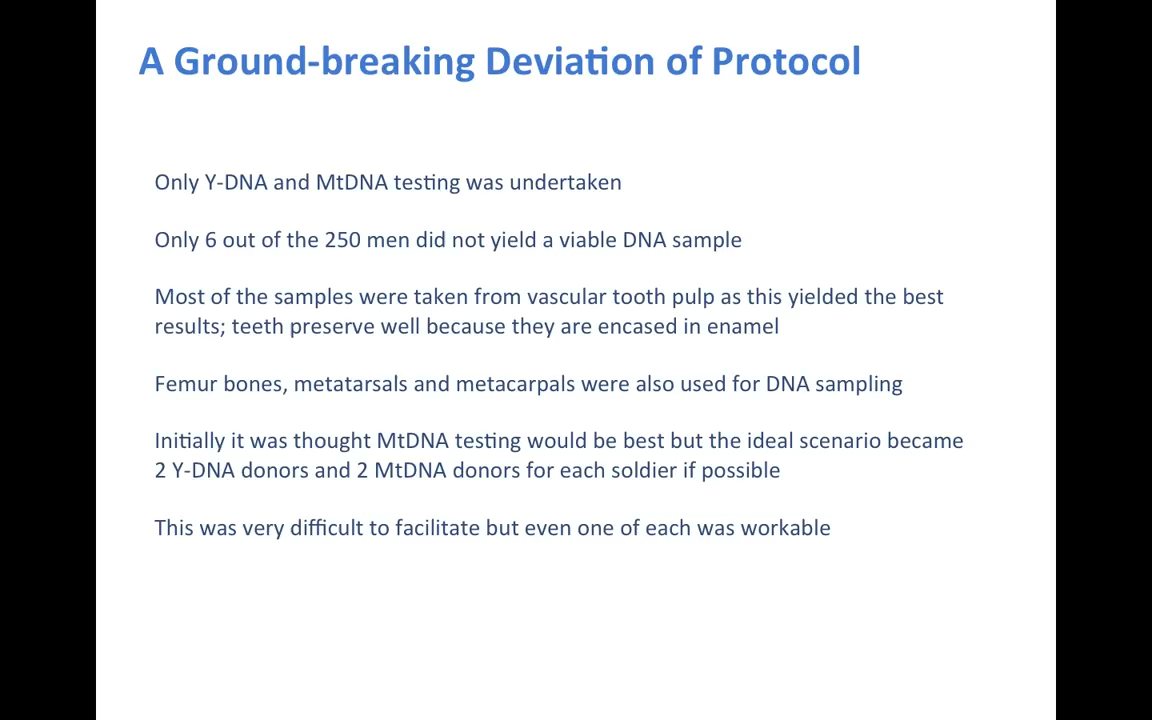 A Ground-breaking Deviation of Protocol
Only Y-DNA and MtDNA testing was undertaken
Only 6 out of the 250 men did not yield a viable DNA sample
Most of the samples were taken from vascular tooth pulp as this yielded the best
results; teeth preserve well because they are encased in enamel
Femur bones, metatarsals and metacarpals were also used for DNA sampling
Initially it was thought MtDNA testing would be best but the ideal scenario became
2 Y-DNA donors and 2 MtDNA donors for each soldier if possible
This was very difficult to facilitate but even one of each was workable